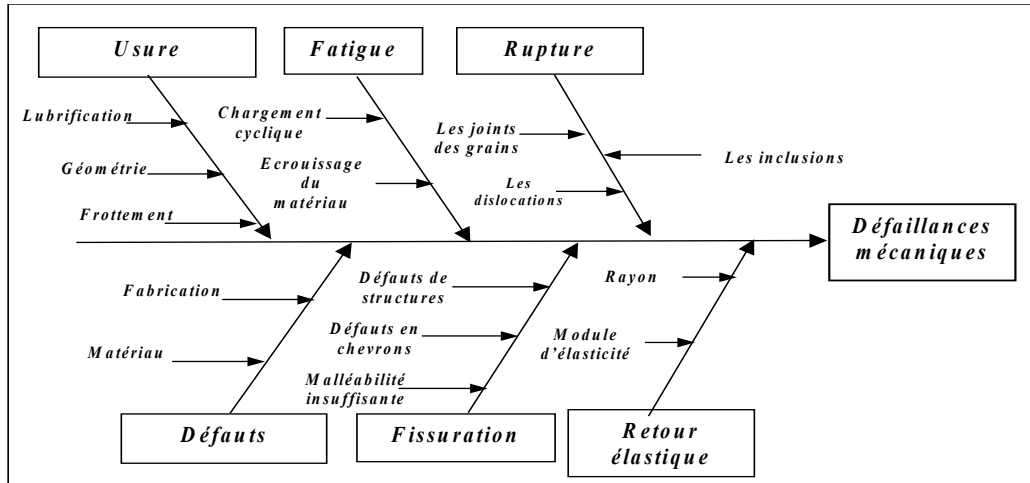 Usure
Fatigue
Rupture
Lubrification
Géométrie
Frottement
Chargement
cyclique
Ecrouissage
du
matériau
Les joints
des grains
Les inclusions
Les
dislocations
Défaillances
mécaniques
Fabrication
Matériau
Défauts de
structures
Défauts en
chevrons
Malléabilité
insuffisante
Rayon
Module
d'élasticité
Défauts
Fissuration
Retour
élastique